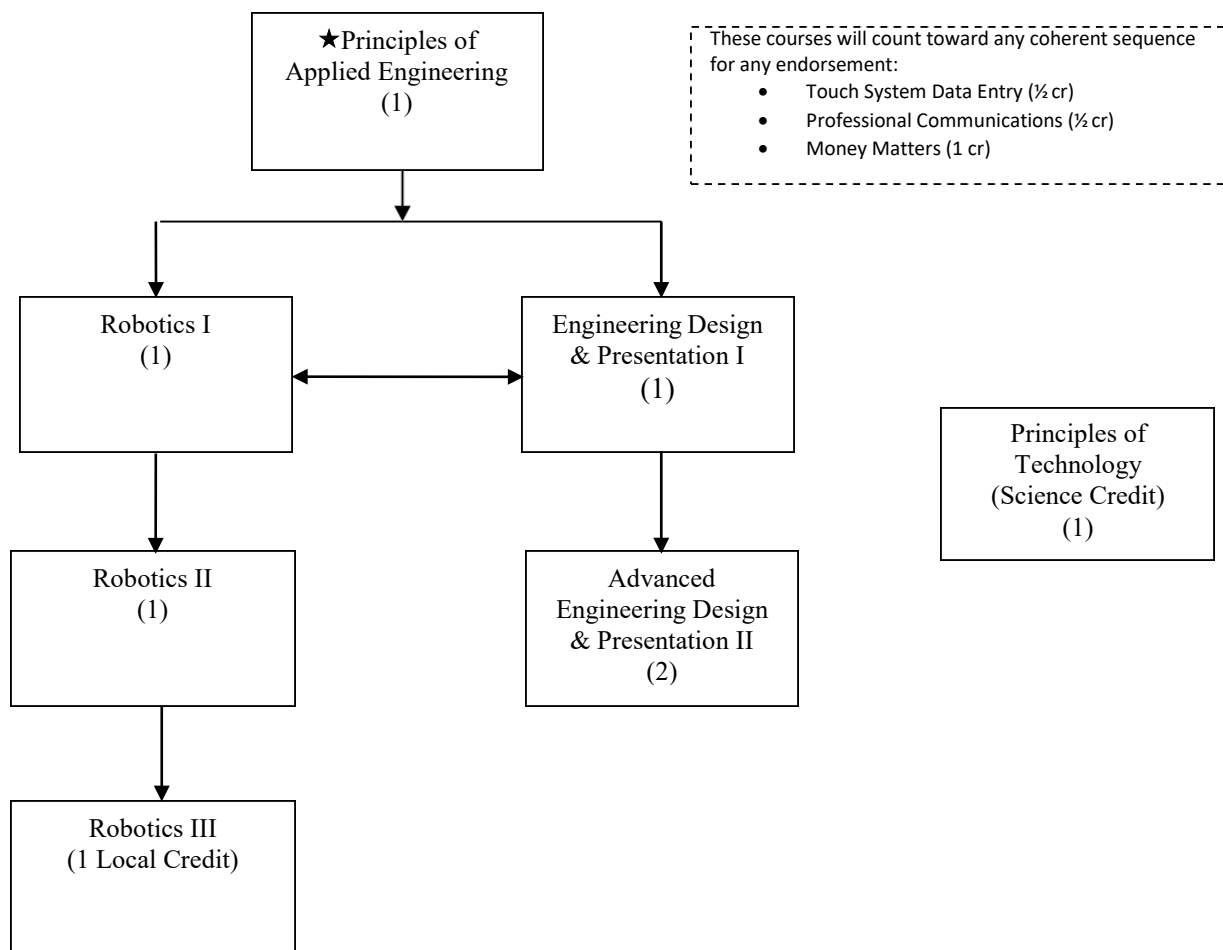 ★Principles of
Applied Engineering
(1)
These courses will count toward any coherent sequence
for any endorsement:
• Touch System Data Entry (½ cr)
• Professional Communications (½ cr)
• Money Matters (1 cr)
Robotics I
(1)
Engineering Design
& Presentation I
(1)
Principles of
Technology
(Science Credit)
(1)
Robotics II
(1)
Advanced
Engineering Design
& Presentation II
(2)
Robotics III
(1 Local Credit)